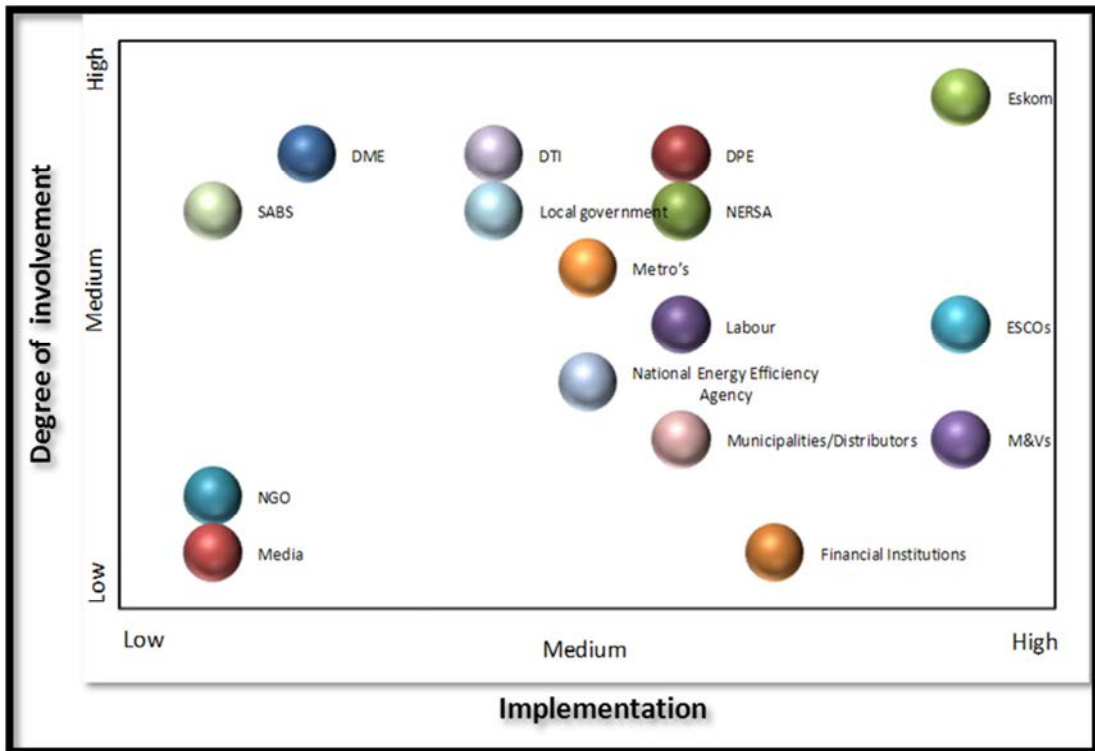 High
Eskom
DME
DTI
DPE
SABS
Local government
NERSA
Metro's
Medium
Labour
ESCOs
National Energy Efficiency
Agency
Municipalities/Distributors
M&Vs
NGO
Media
Financial Institutions
Low
Degree of involvement
Low
Medium
High
Implementation